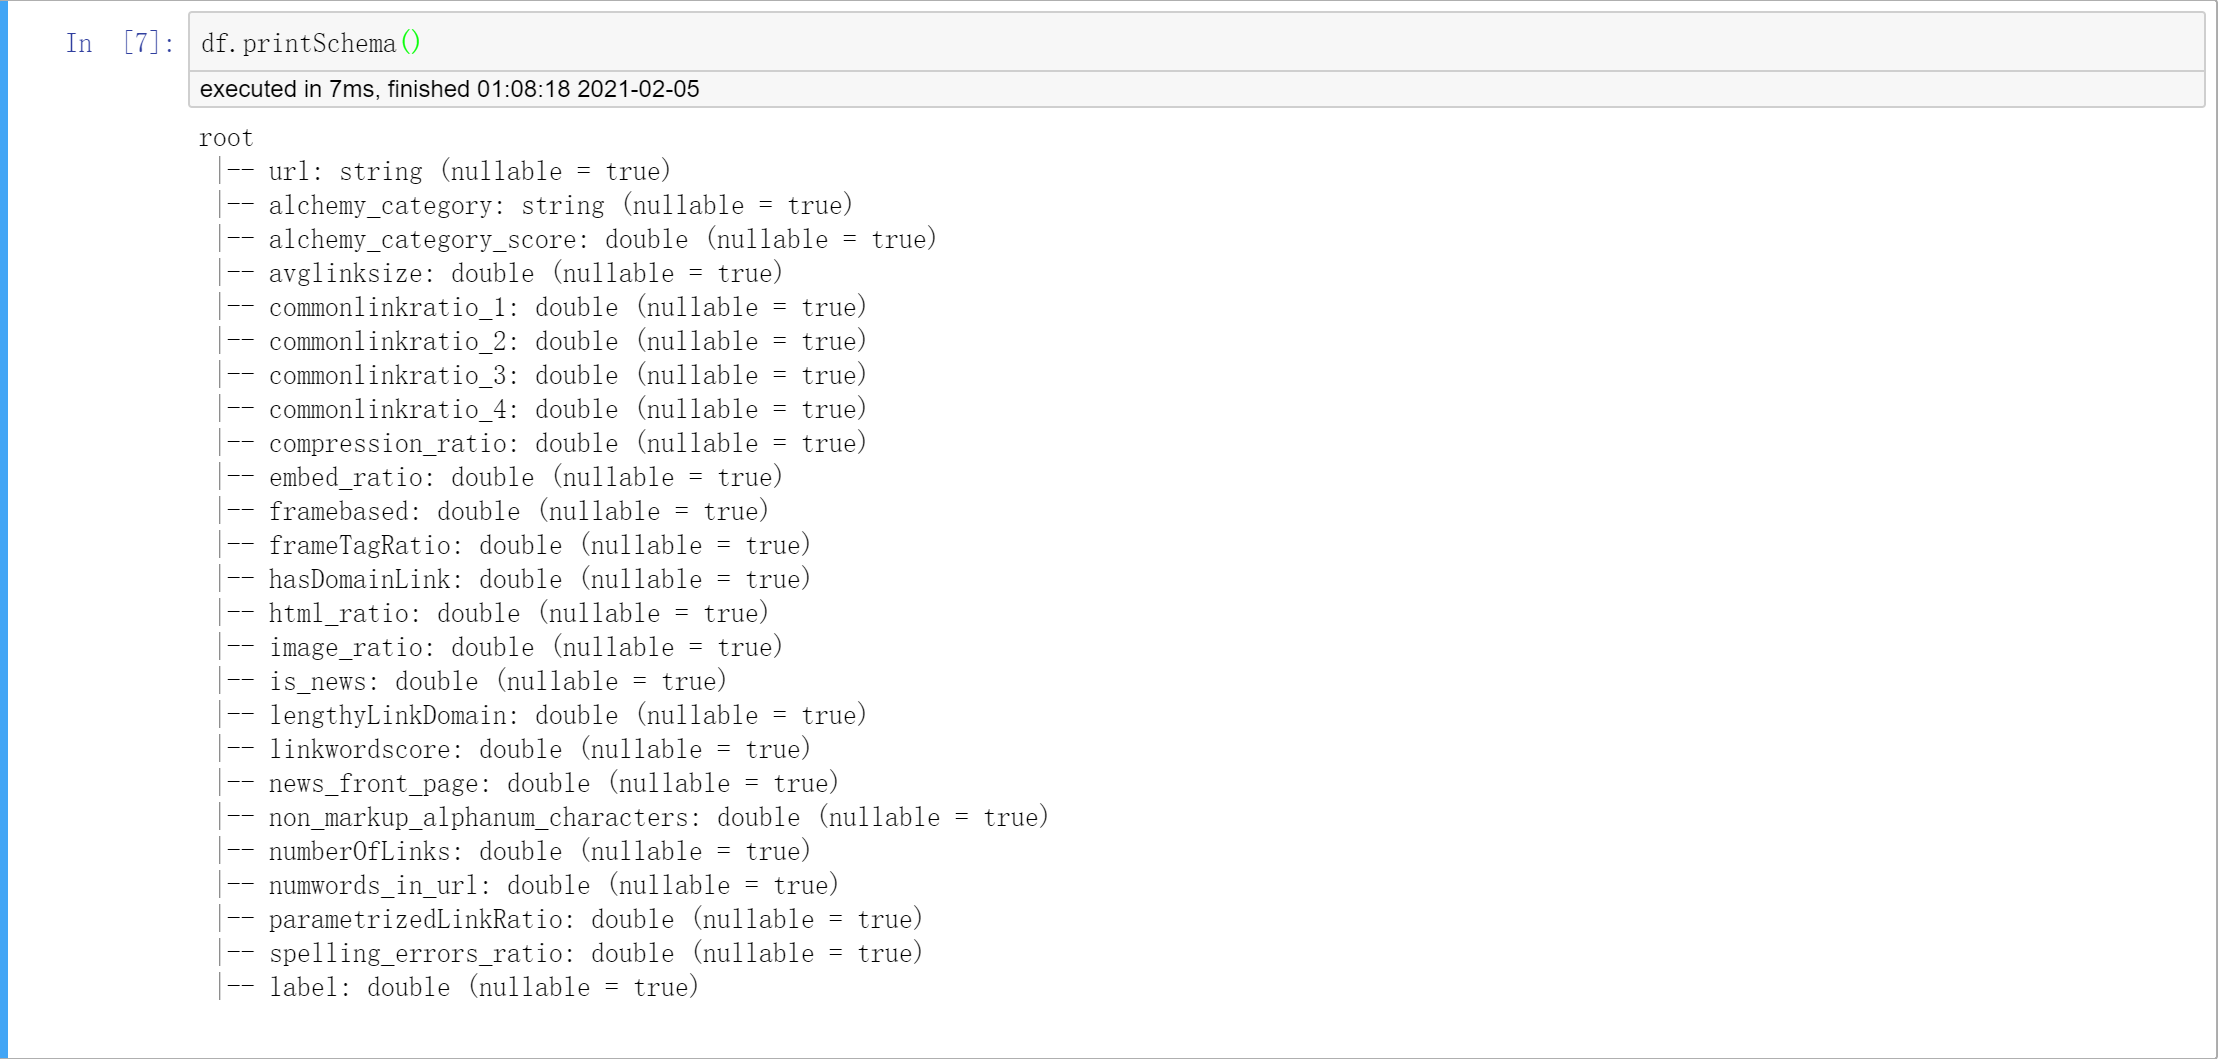 In [7]: df.printSchema()
executed in 7ms, finished 01:08:18 2021-02-05
root
|-- url: string (nullable = true)
|-- alchemy_category: string (nullable = true)
|-- alchemy_category_score: double (nullable = true)
|-- avglinksize: double (nullable = true)
|-- commonlinkratio_1: double (nullable = true)
|-- commonlinkratio_2: double (nullable = true)
|-- commonlinkratio_3: double (nullable = true)
|-- commonlinkratio_4: double (nullable = true)
|-- compression_ratio: double (nullable = true)
|-- embed_ratio: double (nullable = true)
|-- framebased: double (nullable = true)
|-- frameTagRatio: double (nullable = true)
|-- hasDomainLink: double (nullable = true)
|-- html_ratio: double (nullable = true)
|-- image_ratio: double (nullable = true)
|-- is_news: double (nullable = true)
|-- lengthyLinkDomain: double (nullable = true)
|-- linkwordscore: double (nullable = true)
|-- news_front_page: double (nullable = true)
|-- non_markup_alphanum_characters: double (nullable = true)
|-- numberOfLinks: double (nullable = true)
|-- numwords_in_url: double (nullable = true)
|-- parametrizedLinkRatio: double (nullable = true)
|-- spelling_errors_ratio: double (nullable = true)
|-- label: double (nullable = true)